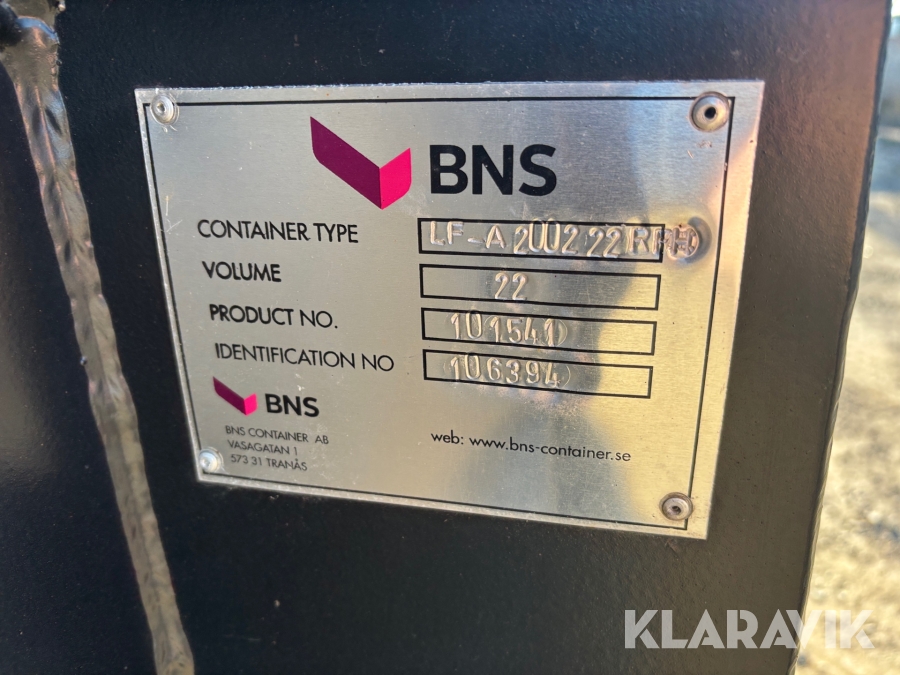 BNS
CONTAINER TYPE LF-A 2002 22 RFH
VOLUME 22
PRODUCT NO. 101541
IDENTIFICATION NO 106394
BNS
BNS CONTAINER AB
VASAGATAN 1
573 31 TRANÅS
web: www.bns-container.se
KLARAVIK